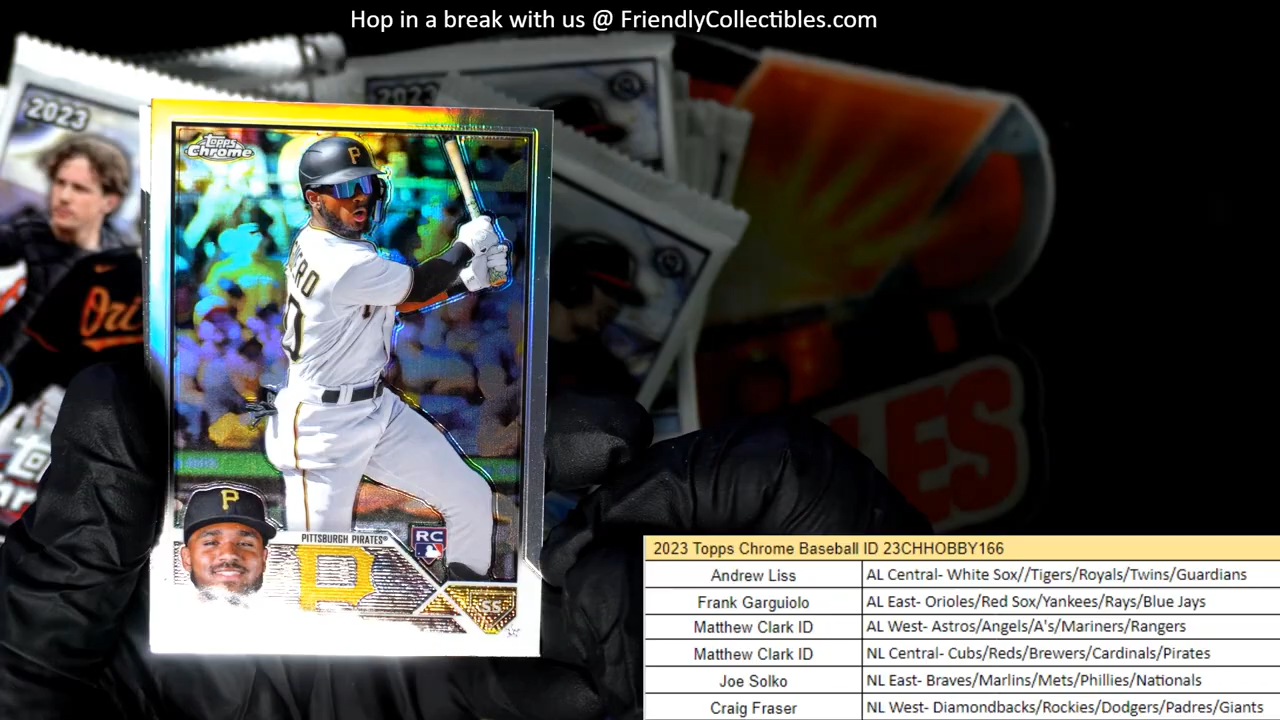 Hop in a break with us @ FriendlyCollectibles.com
2023
2023
Topps
Chrome
P
P
PITTSBURGH PIRATES®
RC
P
SS
Ori
ES
2023 Topps Chrome Baseball ID 23CHHOBBY166
Andrew Liss AL Central- White Sox//Tigers/Royals/Twins/Guardians
Frank Garguiolo AL East- Orioles/Red Sox/Yankees/Rays/Blue Jays
Matthew Clark ID AL West- Astros/Angels/A's/Mariners/Rangers
Matthew Clark ID NL Central- Cubs/Reds/Brewers/Cardinals/Pirates
Joe Solko NL East- Braves/Marlins/Mets/Phillies/Nationals
Craig Fraser NL West- Diamondbacks/Rockies/Dodgers/Padres/Giants